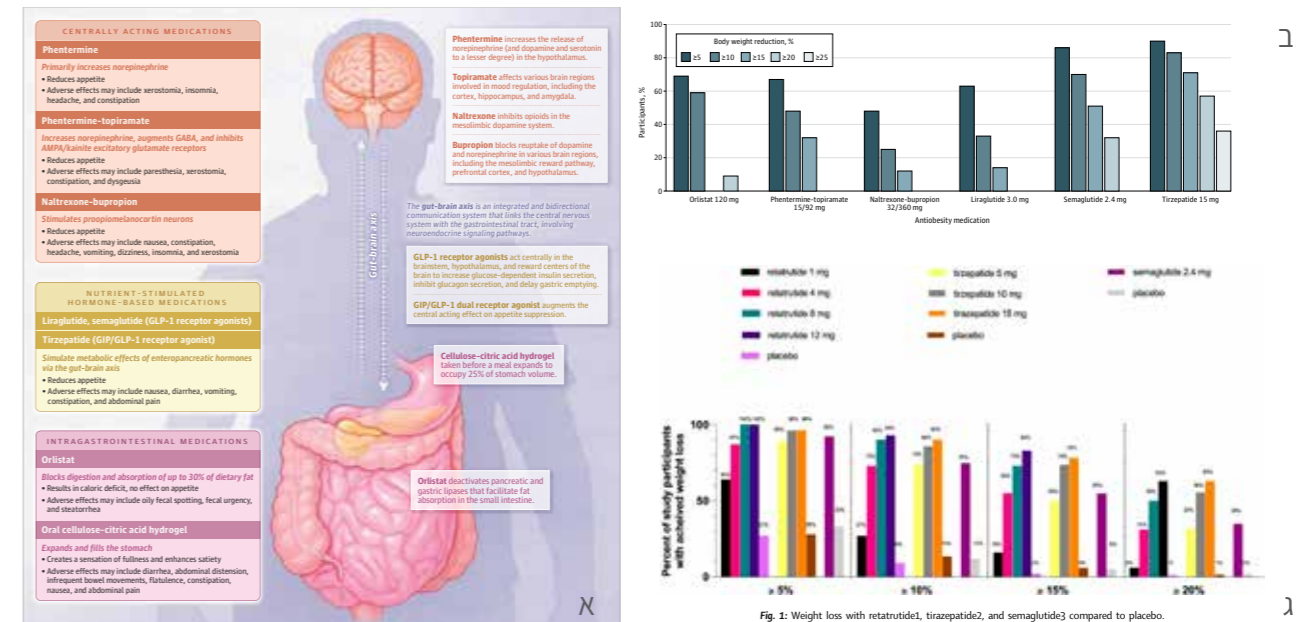 CENTRALLY ACTING MEDICATIONS
Phentermine
Primarily increases norepinephrine
• Reduces appetite
• Adverse effects may include xerostomia, insomnia,
headache, and constipation
Phentermine-topiramate
Increases norepinephrine, augments GABA, and inhibits
AMPA/kainite excitatory glutamate receptors
• Reduces appetite
• Adverse effects may include paresthesia, xerostomia,
constipation, and dysgeusia
Naltrexone-bupropion
Stimulates proopiomelanocortin neurons
• Reduces appetite
• Adverse effects may include nausea, constipation,
headache, vomiting, dizziness, insomnia, and xerostomia
NUTRIENT-STIMULATED
HORMONE-BASED MEDICATIONS
Liraglutide, semaglutide (GLP-1 receptor agonists)
Tirzepatide (GIP/GLP-1 receptor agonist)
Simulate metabolic effects of enteropancreatic hormones
via the gut-brain axis
• Reduces appetite
• Adverse effects may include nausea, diarrhea, vomiting,
constipation, and abdominal pain
INTRAGASTROINTESTINAL MEDICATIONS
Orlistat
Blocks digestion and absorption of up to 30% of dietary fat
• Results in caloric deficit, no effect on appetite
• Adverse effects may include oily fecal spotting, fecal urgency,
and steatorrhea
Oral cellulose-citric acid hydrogel
Expands and fills the stomach
• Creates a sensation of fullness and enhances satiety
• Adverse effects may include diarrhea, abdominal distension,
infrequent bowel movements, flatulence, constipation,
nausea, and abdominal pain
Phentermine increases the release of
norepinephrine (and dopamine and serotonin
to a lesser degree) in the hypothalamus.
Topiramate affects various brain regions
involved in mood regulation, including the
cortex, hippocampus, and amygdala.
Naltrexone inhibits opioids in the
mesolimbic dopamine system.
Bupropion blocks reuptake of dopamine
and norepinephrine in various brain regions,
including the mesolimbic reward pathway,
prefrontal cortex, and hypothalamus.
Gut-brain axis
The gut-brain axis is an integrated and bidirectional
communication system that links the central nervous
system with the gastrointestinal tract, involving
neuroendocrine signaling pathways.
GLP-1 receptor agonists act centrally in the
brainstem, hypothalamus, and reward centers of the
brain to increase glucose-dependent insulin secretion,
inhibit glucagon secretion, and delay gastric emptying.
GIP/GLP-1 dual receptor agonist augments the
central acting effect on appetite suppression.
Cellulose-citric acid hydrogel
taken before a meal expands to
occupy 25% of stomach volume.
Orlistat deactivates pancreatic and
gastric lipases that facilitate fat
absorption in the small intestine.
א
ב
Participants, %
100
80
60
40
20
0
Body weight reduction, %
≥5 ≥10 ≥15 ≥20 ≥25
Orlistat 120 mg
Phentermine-topiramate
15/92 mg
Naltrexone-bupropion
32/360 mg
Liraglutide 3.0 mg
Semaglutide 2.4 mg
Tirzepatide 15 mg
Antiobesity medication
retatrutide 1 mg
retatrutide 4 mg
retatrutide 8 mg
retatrutide 12 mg
placebo
tirzepatide 5 mg
tirzepatide 10 mg
placebo
semaglutide 2.4 mg
placebo
Percent of study participants
with acheived weight loss
100
50
0
≥ 5%
≥ 10%
≥ 15%
≥ 20%
Fig. 1: Weight loss with retatrutide1, tirazepatide2, and semaglutide3 compared to placebo.
ג